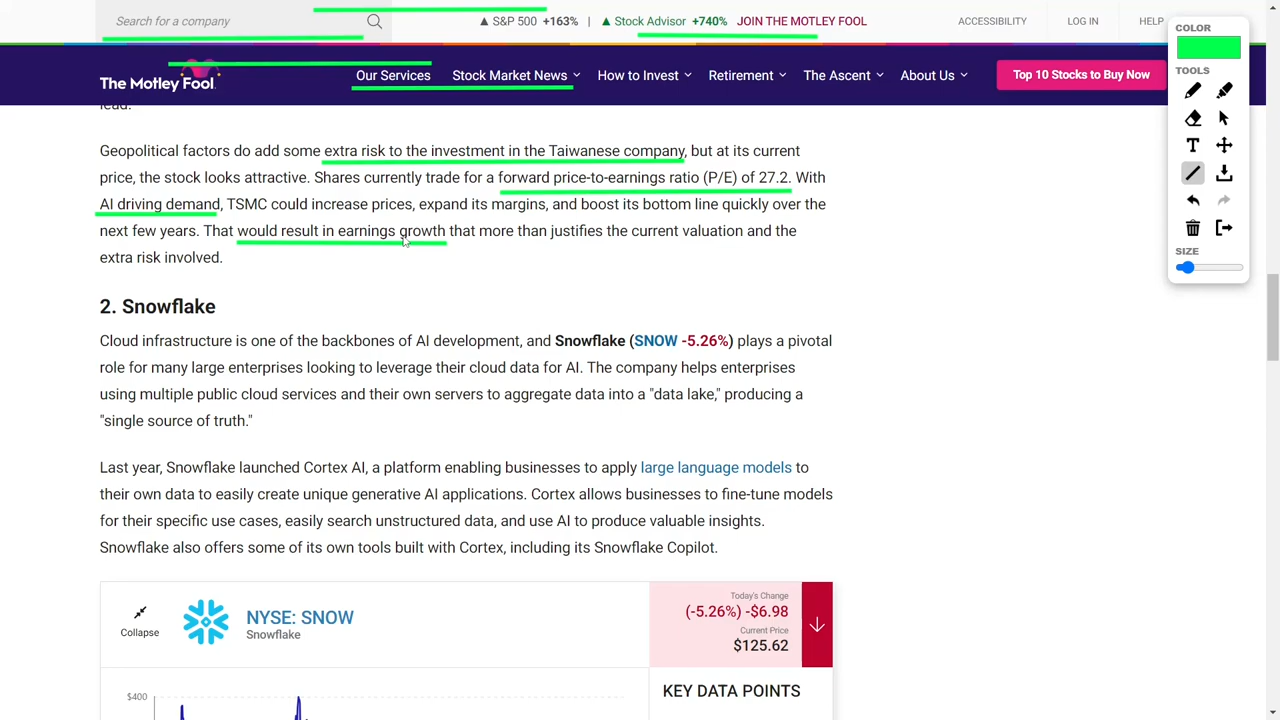 Search for a company
▲ S&P 500 +163% | ▲ Stock Advisor +740% JOIN THE MOTLEY FOOL
ACCESSIBILITY LOG IN HELP
The Motley Fool
Our Services Stock Market News How to Invest Retirement The Ascent About Us Top 10 Stocks to Buy Now
COLOR
TOOLS
T
SIZE
lead.
Geopolitical factors do add some extra risk to the investment in the Taiwanese company, but at its current
price, the stock looks attractive. Shares currently trade for a forward price-to-earnings ratio (P/E) of 27.2. With
AI driving demand, TSMC could increase prices, expand its margins, and boost its bottom line quickly over the
next few years. That would result in earnings growth that more than justifies the current valuation and the
extra risk involved.
2. Snowflake
Cloud infrastructure is one of the backbones of AI development, and Snowflake (SNOW -5.26%) plays a pivotal
role for many large enterprises looking to leverage their cloud data for AI. The company helps enterprises
using multiple public cloud services and their own servers to aggregate data into a "data lake," producing a
"single source of truth."
Last year, Snowflake launched Cortex AI, a platform enabling businesses to apply large language models to
their own data to easily create unique generative AI applications. Cortex allows businesses to fine-tune models
for their specific use cases, easily search unstructured data, and use AI to produce valuable insights.
Snowflake also offers some of its own tools built with Cortex, including its Snowflake Copilot.
Collapse
NYSE: SNOW
Snowflake
Today's Change
(-5.26%) -$6.98
Current Price
$125.62
$400
KEY DATA POINTS